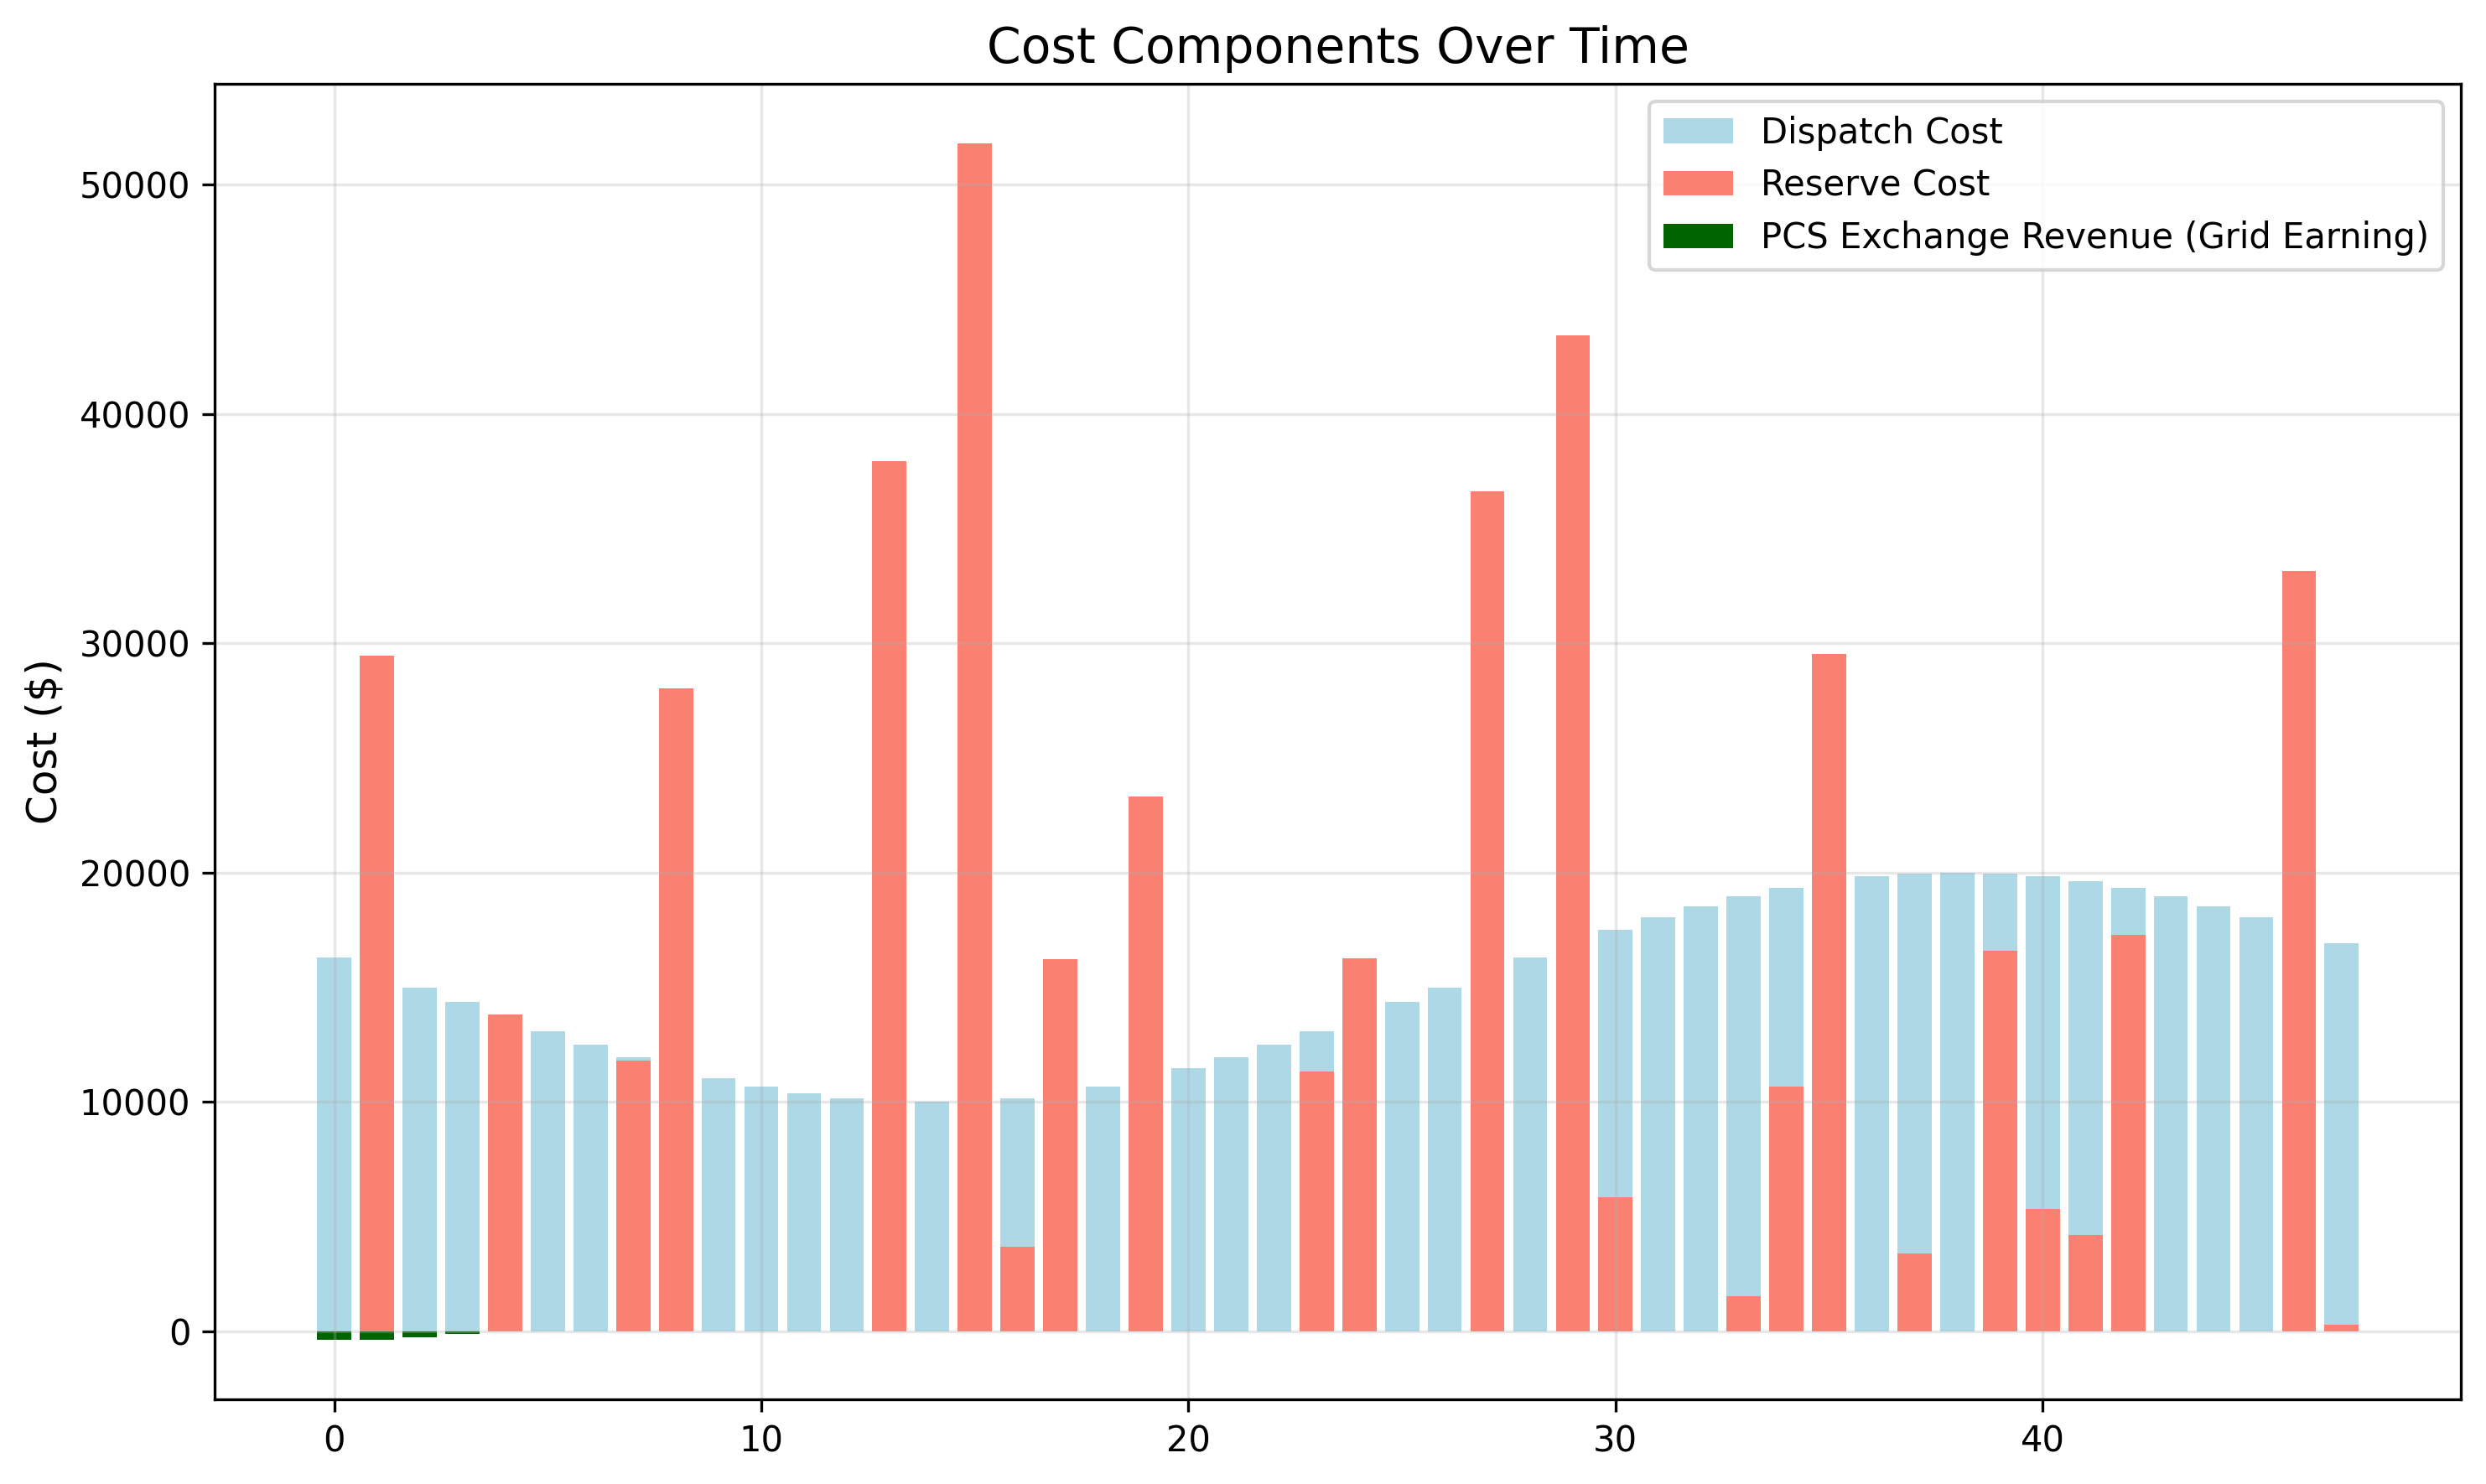 Cost Components Over Time
Dispatch Cost
Reserve Cost
PCS Exchange Revenue (Grid Earning)
Cost ($)
50000
40000
30000
20000
10000
0
0 10 20 30 40